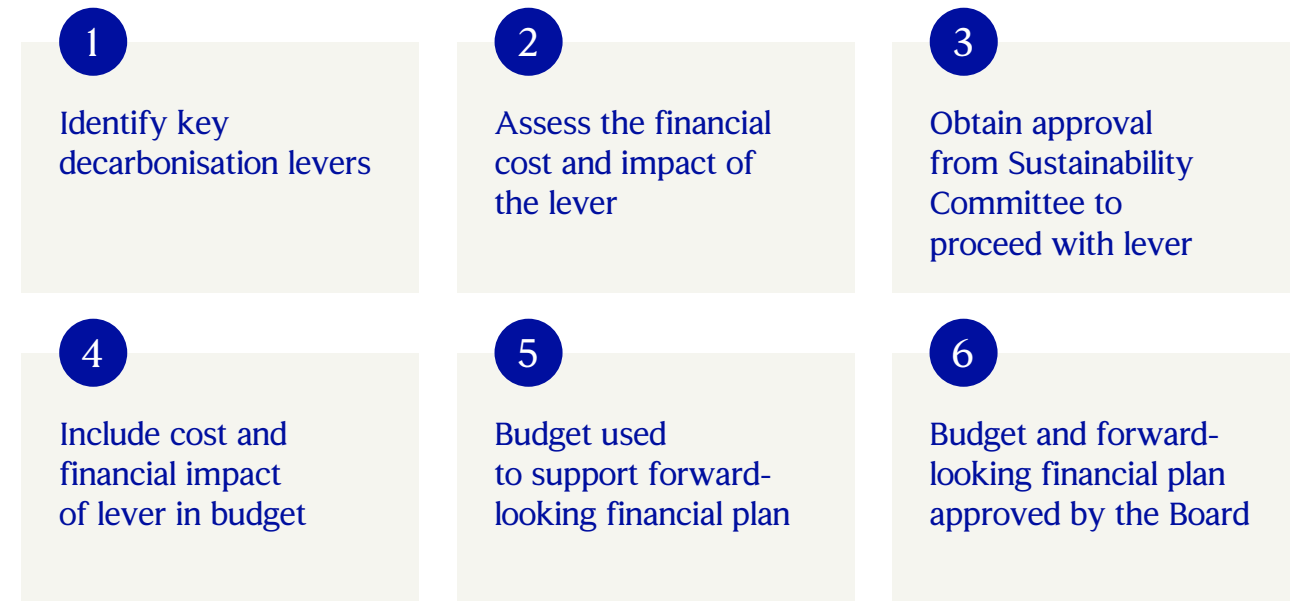 1
Identify key
decarbonisation levers
2
Assess the financial
cost and impact of
the lever
3
Obtain approval
from Sustainability
Committee to
proceed with lever
4
Include cost and
financial impact
of lever in budget
5
Budget used
to support forward-
looking financial plan
6
Budget and forward-
looking financial plan
approved by the Board